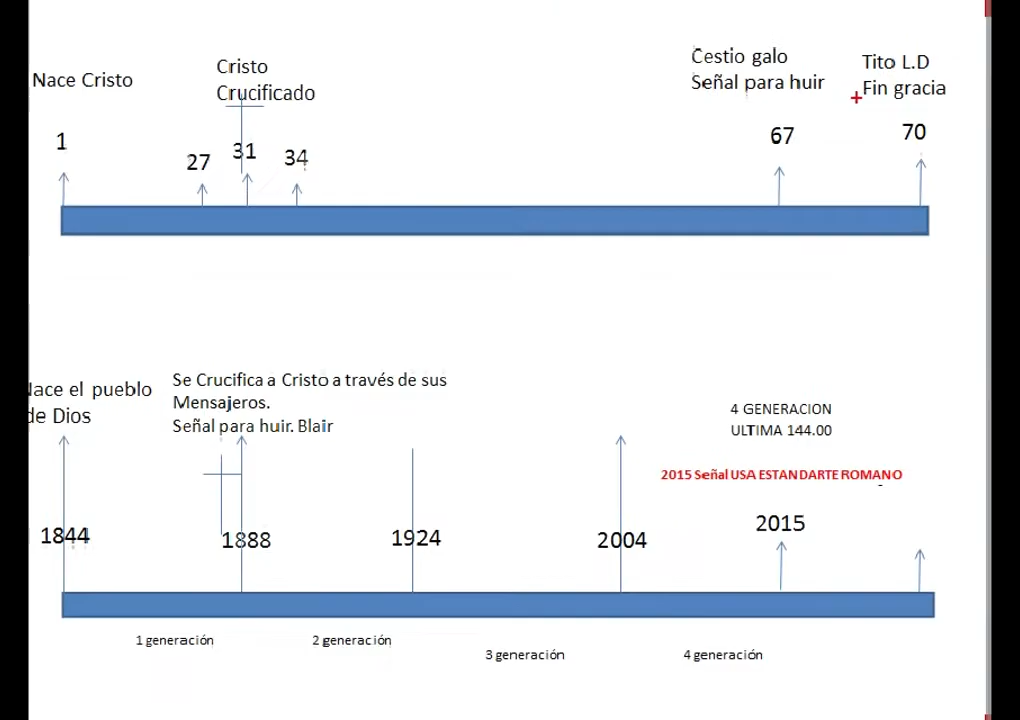 Nace Cristo
Cristo
Crucificado
Cestio galo
Señal para huir
Tito L.D
Fin gracia
1
27
31
34
67
70
Nace el pueblo
de Dios
Se Crucifica a Cristo a través de sus
Mensajeros.
Señal para huir. Blair
4 GENERACION
ULTIMA 144.00
2015 Señal USA ESTANDARTE ROMANO
1844
1888
1924
2004
2015
1 generación
2 generación
3 generación
4 generación